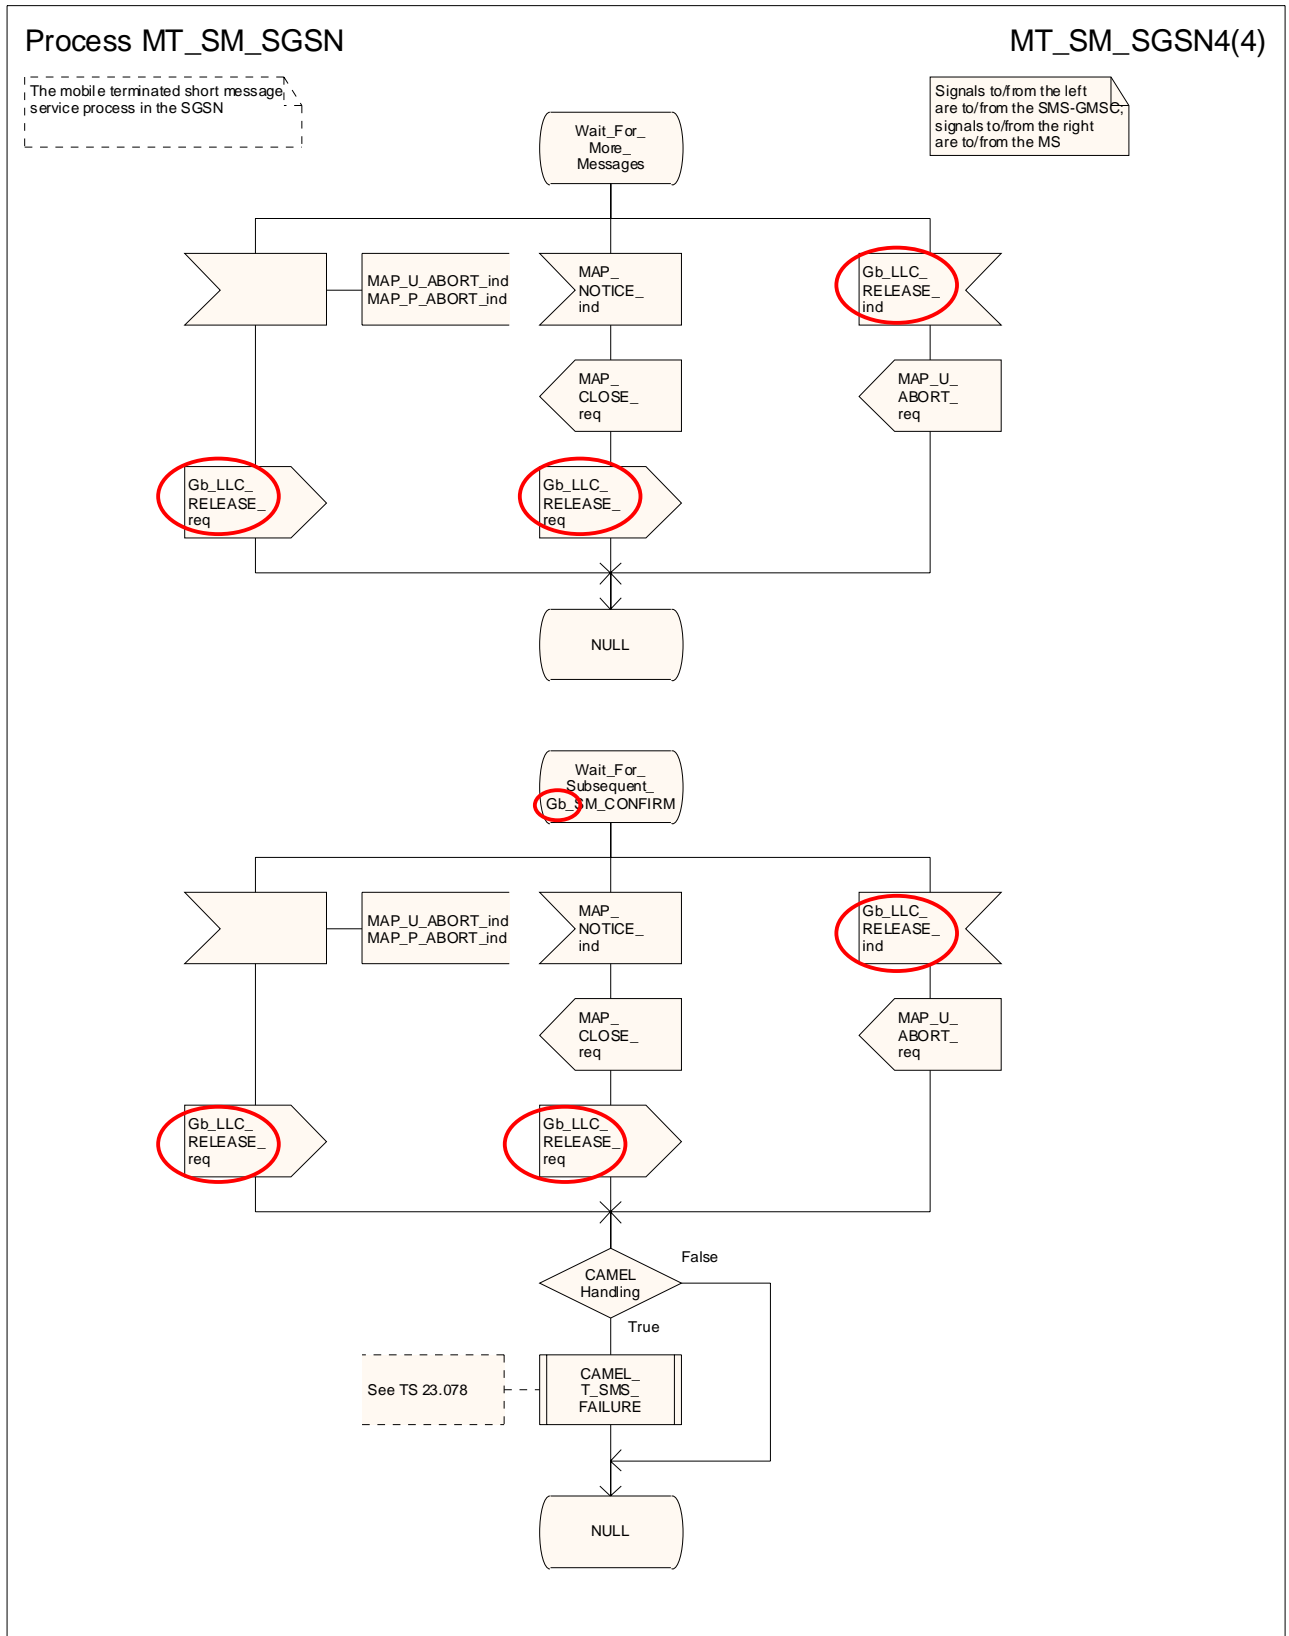 Process MT_SM_SGSN
MT_SM_SGSN4(4)
The mobile terminated short message
service process in the SGSN
Signals to/from the left
are to/from the SMS-GMSC;
signals to/from the right
are to/from the MS
Wait_For_
More_
Messages
MAP_U_ABORT_ind
MAP_P_ABORT_ind
MAP_
NOTICE_
ind
Gb_LLC_
RELEASE_
ind
MAP_
CLOSE_
req
MAP_U_
ABORT_
req
Gb_LLC_
RELEASE_
req
Gb_LLC_
RELEASE_
req
NULL
Wait_For_
Subsequent_
Gb_SM_CONFIRM
MAP_U_ABORT_ind
MAP_P_ABORT_ind
MAP_
NOTICE_
ind
Gb_LLC_
RELEASE_
ind
MAP_
CLOSE_
req
MAP_U_
ABORT_
req
Gb_LLC_
RELEASE_
req
Gb_LLC_
RELEASE_
req
False
CAMEL
Handling
True
See TS 23.078
CAMEL_
T_SMS_
FAILURE
NULL